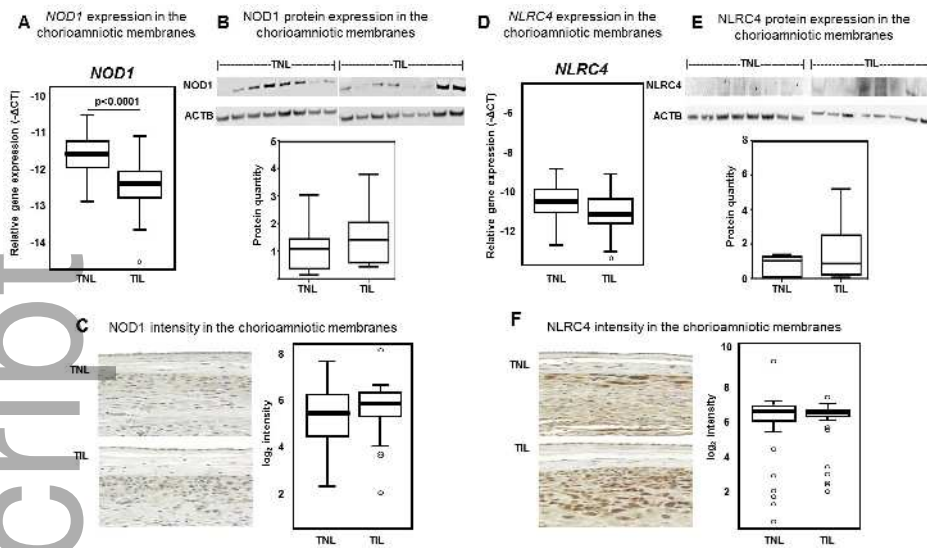 A
NOD1 expression in the
chorioamniotic membranes
NOD1
Relative gene expression (-ΔCT)
-10
-11
-12
-13
-14
p<0.0001
TNL
TIL
B
NOD1 protein expression in the
chorioamniotic membranes
TNL
TIL
NOD1
ACTB
Protein quantity
6
5
4
3
2
1
TNL
TIL
C
NOD1 intensity in the chorioamniotic membranes
TNL
TIL
log2 intensity
8
6
4
2
TNL
TIL
D
NLRC4 expression in the
chorioamniotic membranes
NLRC4
Relative gene expression (-ΔCT)
-6
-8
-10
-12
TNL
TIL
E
NLRC4 protein expression in the
chorioamniotic membranes
TNL
TIL
NLRC4
ACTB
Protein quantity
8
6
4
2
0
TNL
TIL
F
NLRC4 intensity in the chorioamniotic membranes
TNL
TIL
log2 Intensity
10
8
6
4
2
TNL
TIL
cript